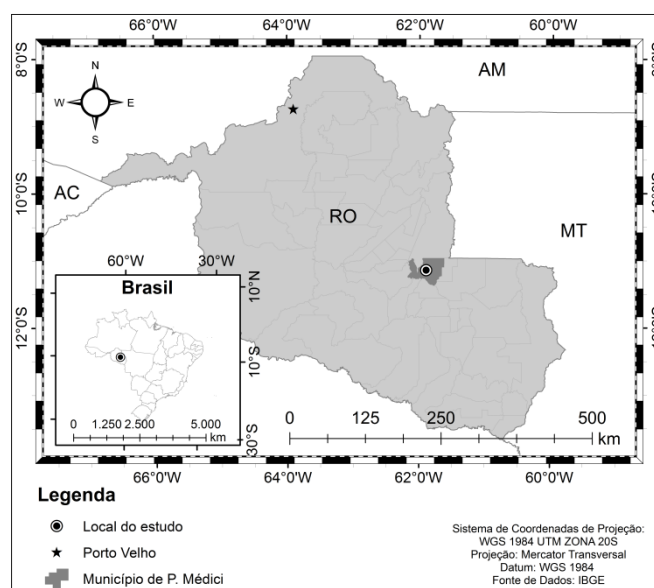 66°0'W 64°0'W 62°0'W 60°0'W
8°0'S
10°0'S
12°0'S
N
W E
S
AM
AC
RO
MT
60°W 30°W
Brasil
10°N
10°S
30°S
0 1.250 2.500 5.000
km
0 125 250 500
km
66°0'W 64°0'W 62°0'W 60°0'W
Legenda
Local do estudo
Porto Velho
Município de P. Médici
Sistema de Coordenadas de Projeção:
WGS 1984 UTM ZONA 20S
Projeção: Mercator Transversal
Datum: WGS 1984
Fonte de Dados: IBGE